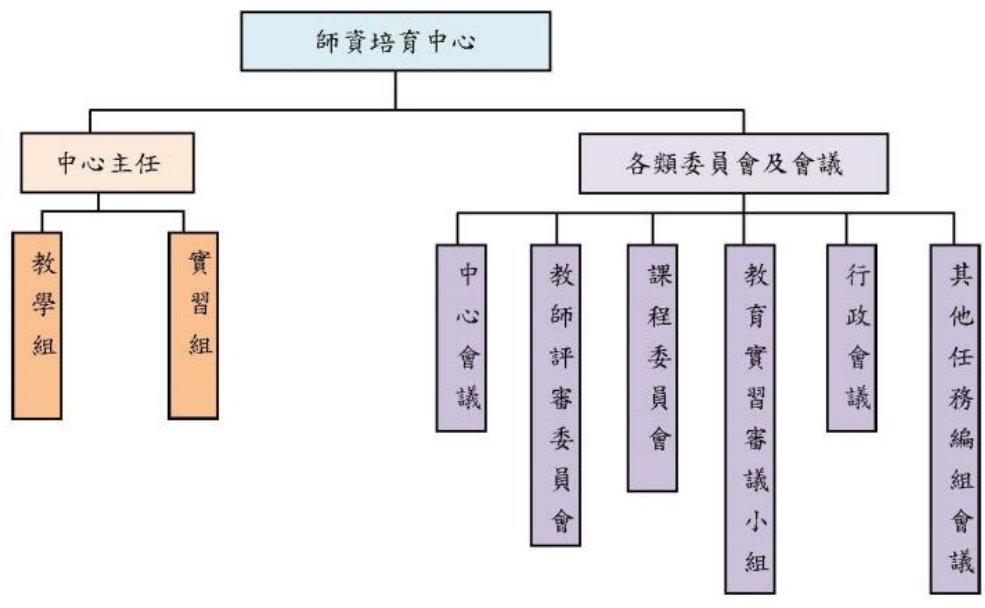 師資培育中心
中心主任
各類委員會及會議
教學組
實習組
中心會議
教師評審委員會
課程委員會
教育實習審議小組
行政會議
其他任務編組會議